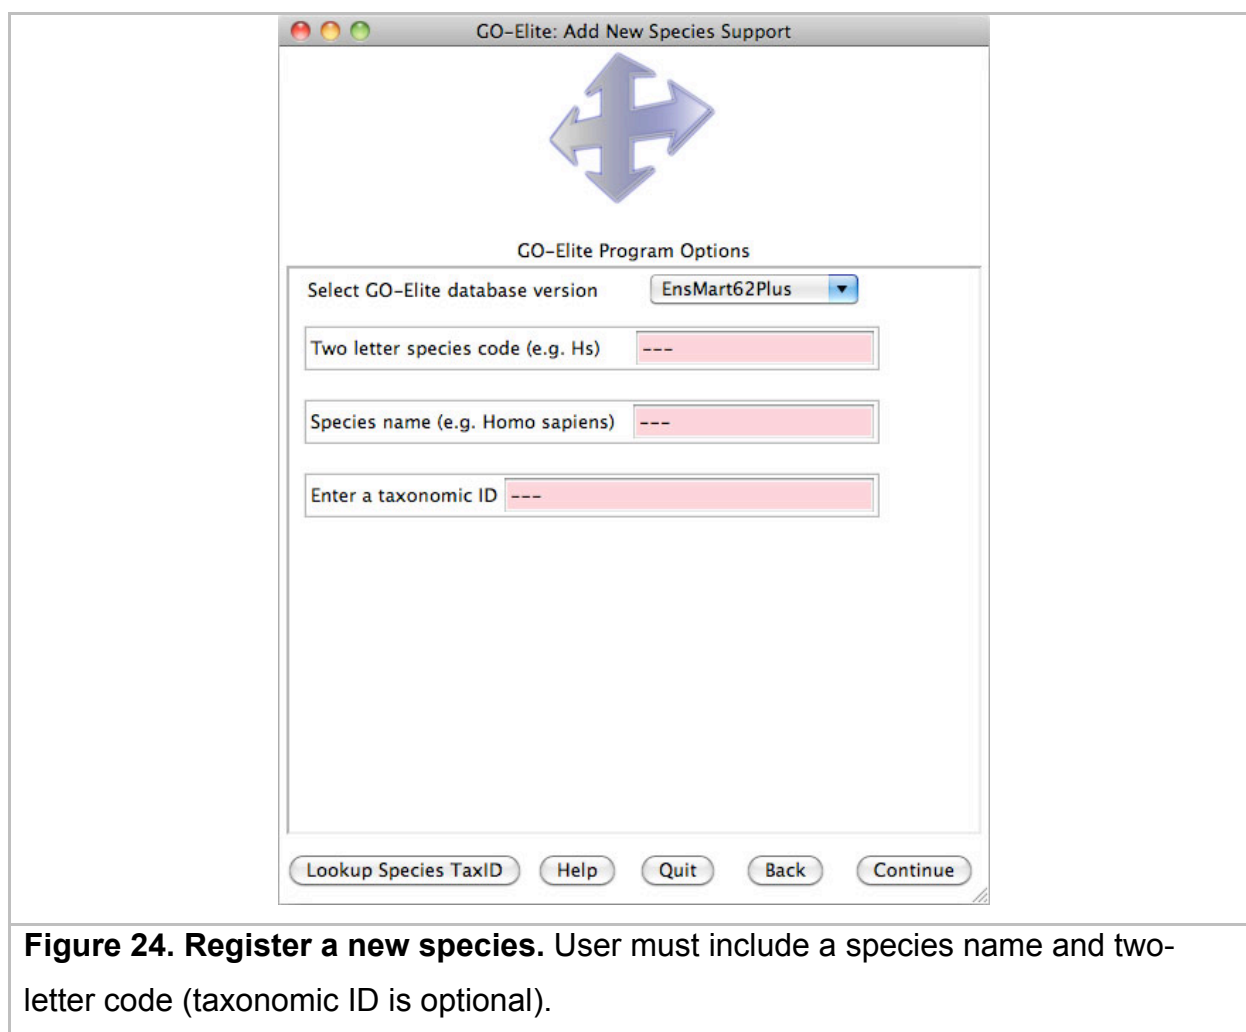 GO-Elite: Add New Species Support
GO-Elite Program Options
Select GO-Elite database version EnsMart62Plus
Two letter species code (e.g. Hs) ---
Species name (e.g. Homo sapiens) ---
Enter a taxonomic ID ---
Lookup Species TaxID Help Quit Back Continue
Figure 24. Register a new species. User must include a species name and two-
letter code (taxonomic ID is optional).